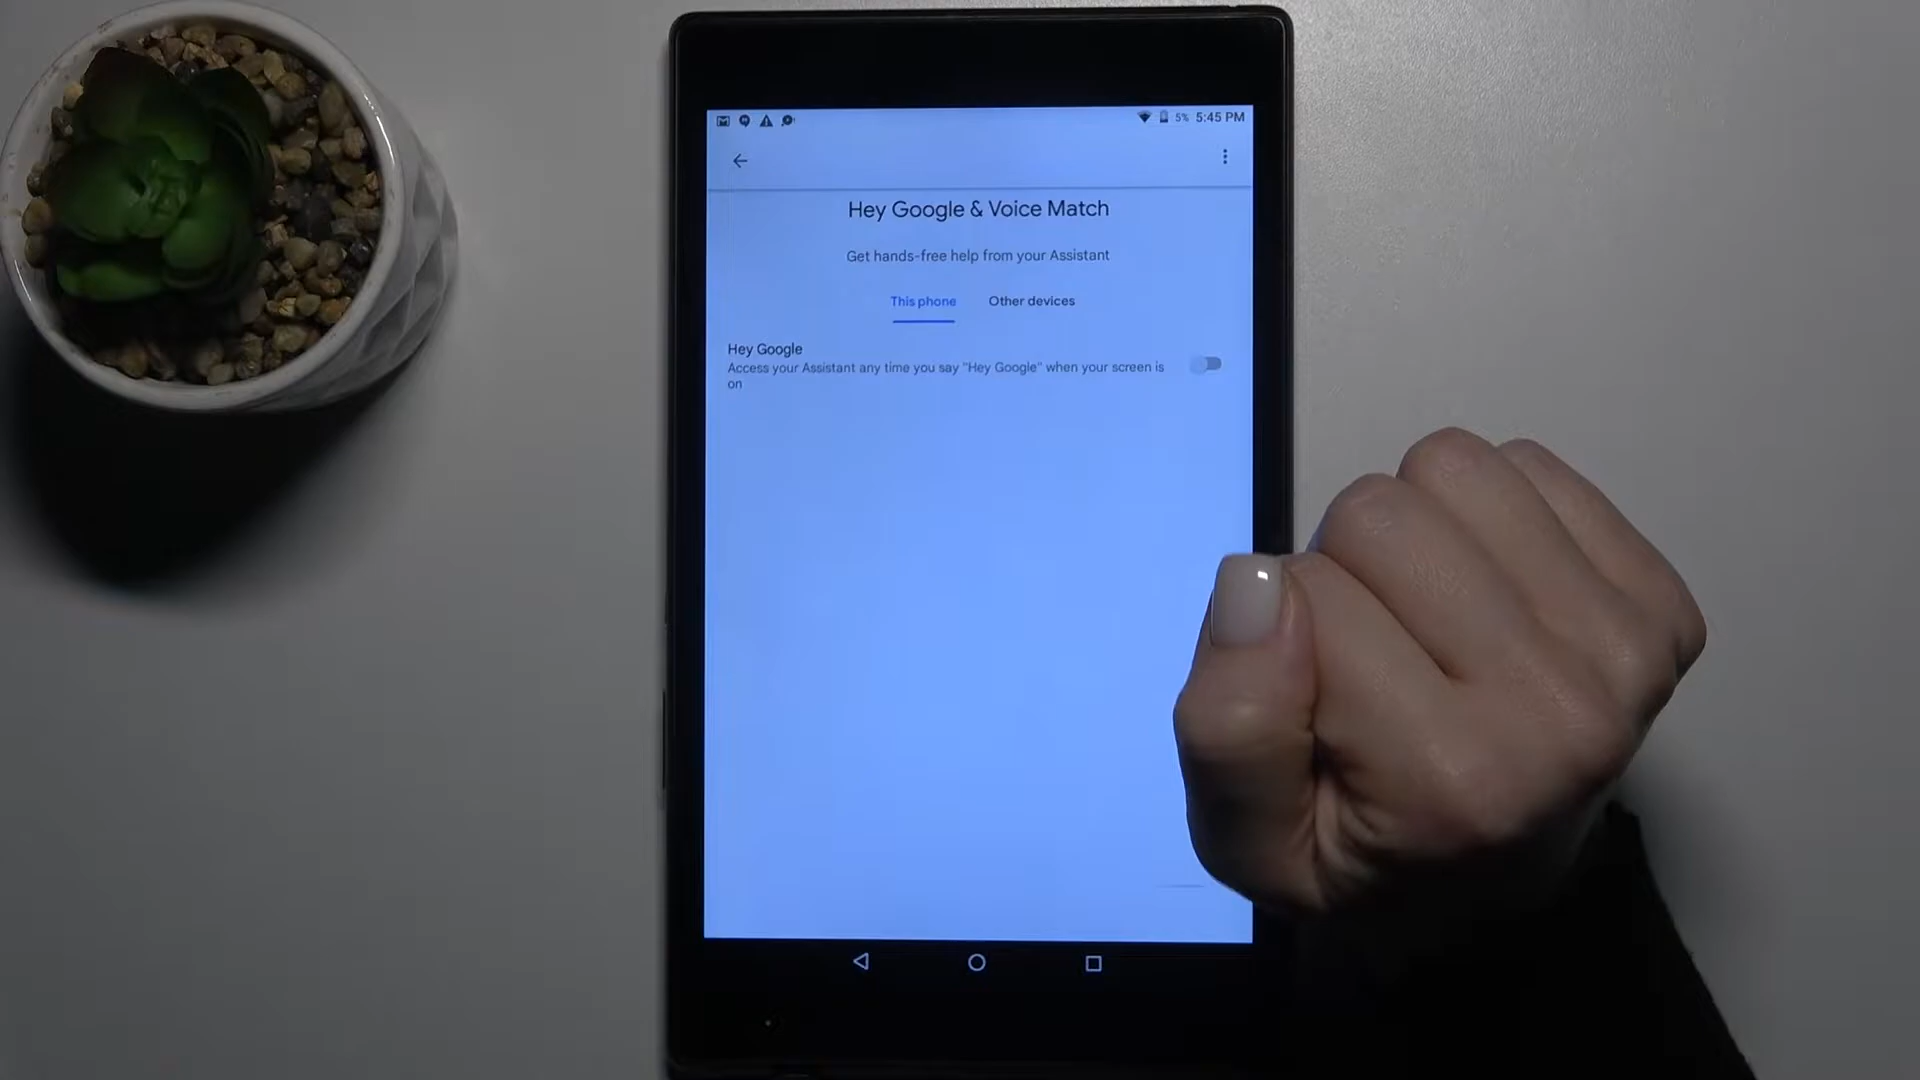 5% 5:45 PM
Hey Google & Voice Match
Get hands-free help from your Assistant
This phone Other devices
Hey Google
Access your Assistant any time you say "Hey Google" when your screen is
on